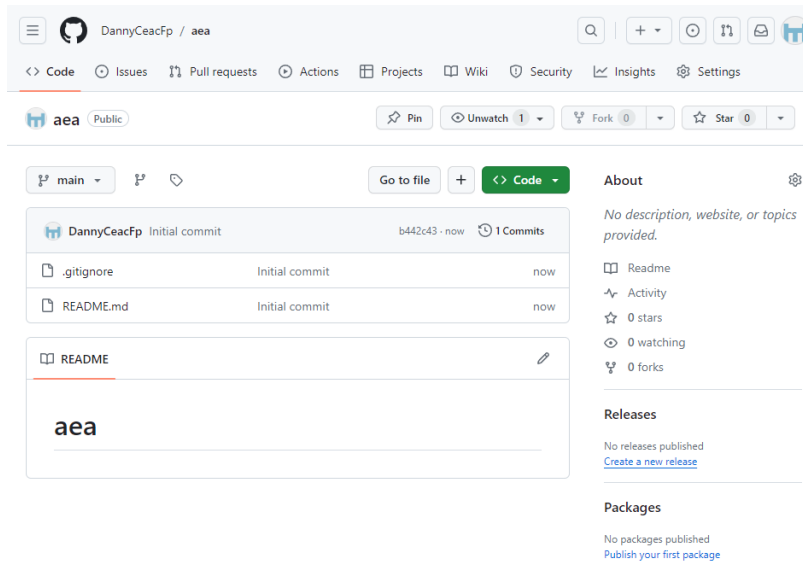 DannyCeacFp / aea
Code Issues Pull requests Actions Projects Wiki Security Insights Settings
aea Public Pin Unwatch 1 Fork 0 Star 0
main Go to file + Code
DannyCeacFp Initial commit b442c43 · now 1 Commits
.gitignore Initial commit now
README.md Initial commit now
README
aea
About
No description, website, or topics
provided.
Readme
Activity
0 stars
0 watching
0 forks
Releases
No releases published
Create a new release
Packages
No packages published
Publish your first package